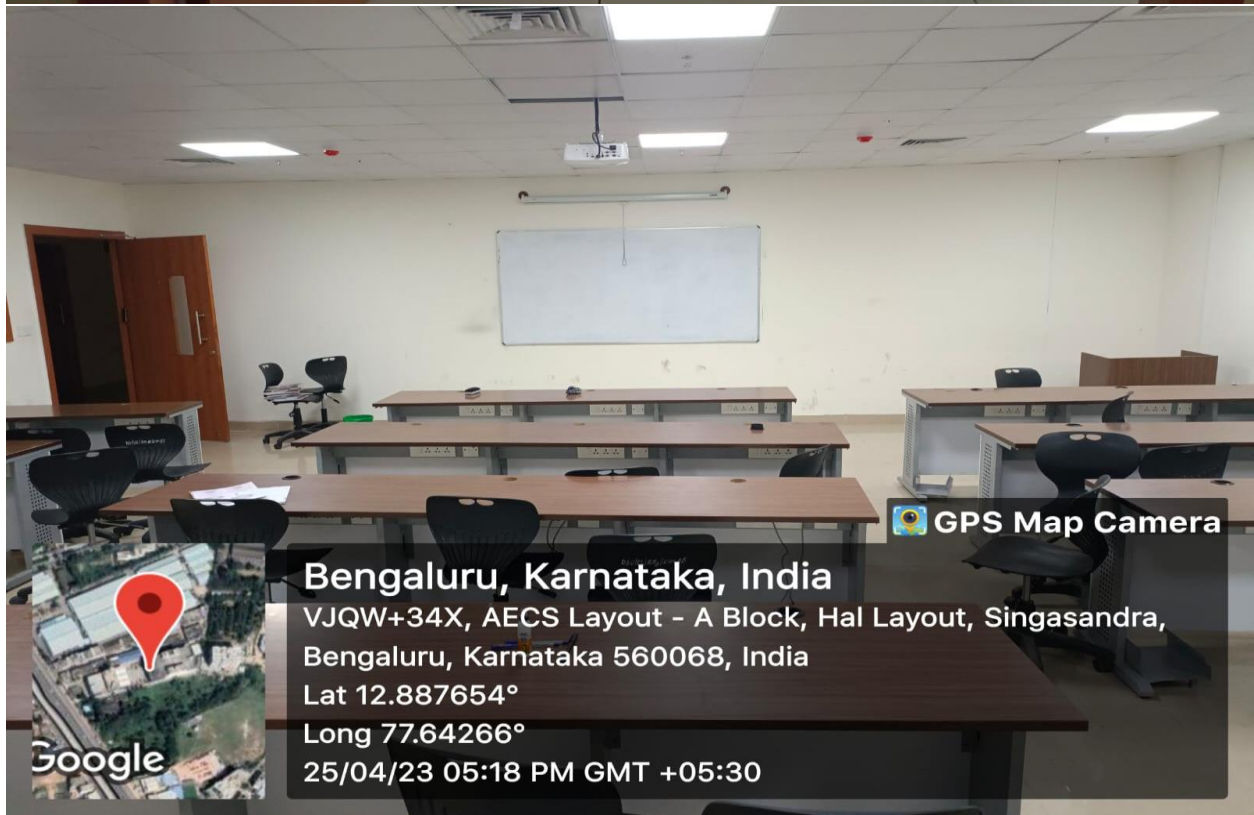 GPS Map Camera
Bengaluru, Karnataka, India
VJQW+34X, AECS Layout - A Block, Hal Layout, Singasandra,
Bengaluru, Karnataka 560068, India
Lat 12.887654°
Long 77.64266°
25/04/23 05:18 PM GMT +05:30
Google